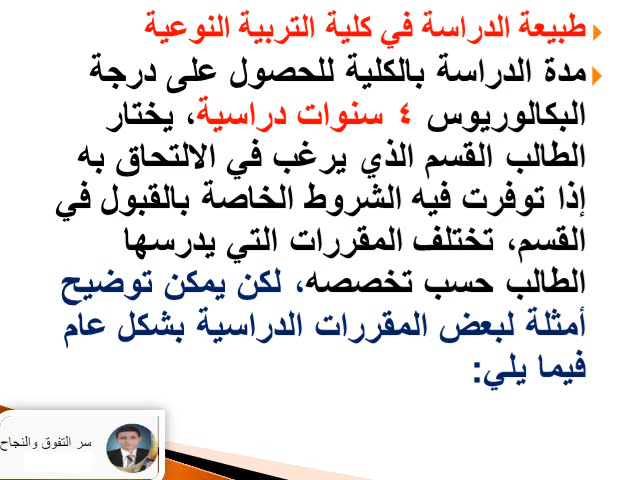 طبيعة الدراسة في كلية التربية النوعية
مدة الدراسة بالكلية للحصول على درجة
البكالوريوس ٤ سنوات دراسية، يختار
الطالب القسم الذي يرغب في الالتحاق به
إذا توفرت فيه الشروط الخاصة بالقبول في
القسم، تختلف المقررات التي يدرسها
الطالب حسب تخصصه، لكن يمكن توضيح
أمثلة لبعض المقررات الدراسية بشكل عام
فيما يلي:
سر التفوق والنجاح